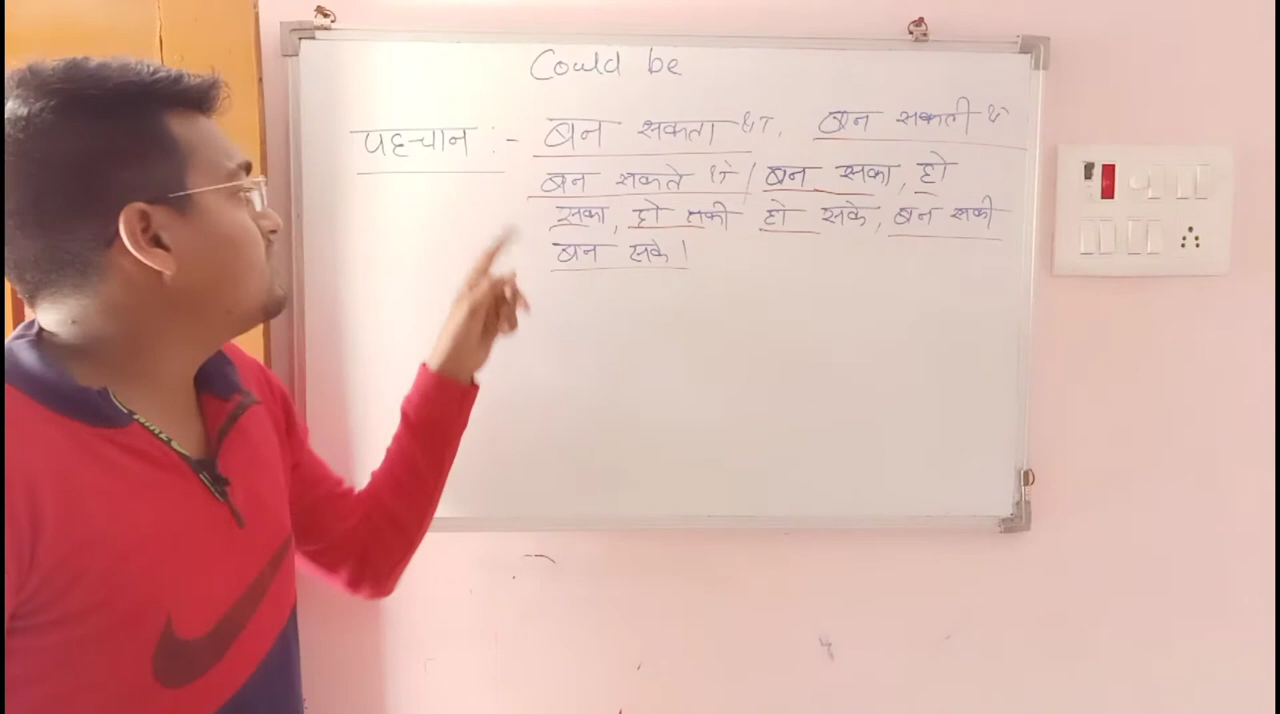 Could be
पहचान :- बन सकता था, बन सकती थी
बन सकते थे / बन सका, हो
सका, हो सकी हो सके, बन सकी
बन सके।